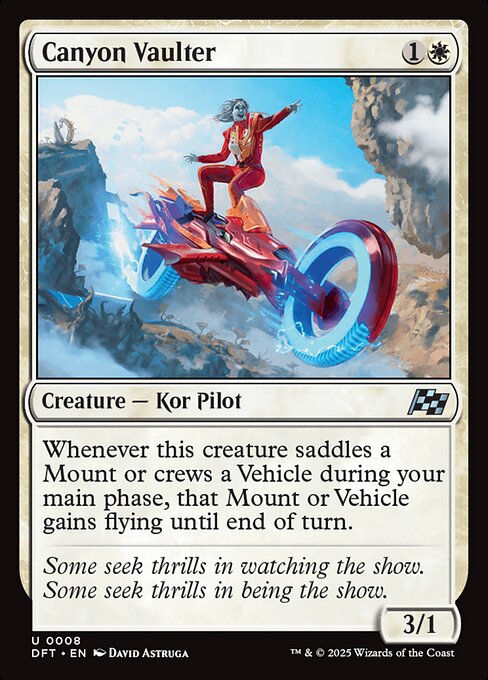 Canyon Vaulter 1
Creature — Kor Pilot
Whenever this creature saddles a
Mount or crews a Vehicle during your
main phase, that Mount or Vehicle
gains flying until end of turn.
Some seek thrills in watching the show.
Some seek thrills in being the show.
3/1
U 0008
DFT • EN David Astruga
™ & © 2025 Wizards of the Coast